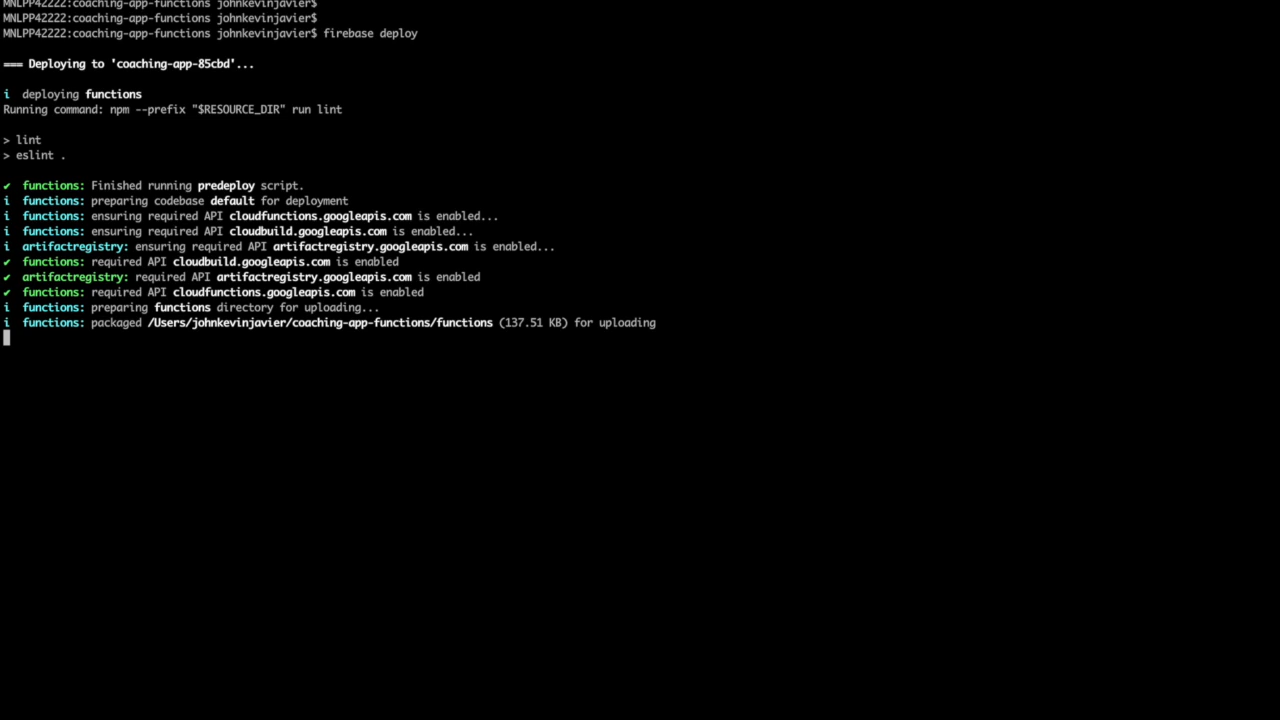 MNLPP42222:coaching-app-functions johnkevinjavier$
MNLPP42222:coaching-app-functions johnkevinjavier$
MNLPP42222:coaching-app-functions johnkevinjavier$ firebase deploy
=== Deploying to 'coaching-app-85cbd'...
i  deploying functions
Running command: npm --prefix "$RESOURCE_DIR" run lint
> lint
> eslint .
✔  functions: Finished running predeploy script.
i  functions: preparing codebase default for deployment
i  functions: ensuring required API cloudfunctions.googleapis.com is enabled...
i  functions: ensuring required API cloudbuild.googleapis.com is enabled...
i  artifactregistry: ensuring required API artifactregistry.googleapis.com is enabled...
✔  functions: required API cloudbuild.googleapis.com is enabled
✔  artifactregistry: required API artifactregistry.googleapis.com is enabled
✔  functions: required API cloudfunctions.googleapis.com is enabled
i  functions: preparing functions directory for uploading...
i  functions: packaged /Users/johnkevinjavier/coaching-app-functions/functions (137.51 KB) for uploading